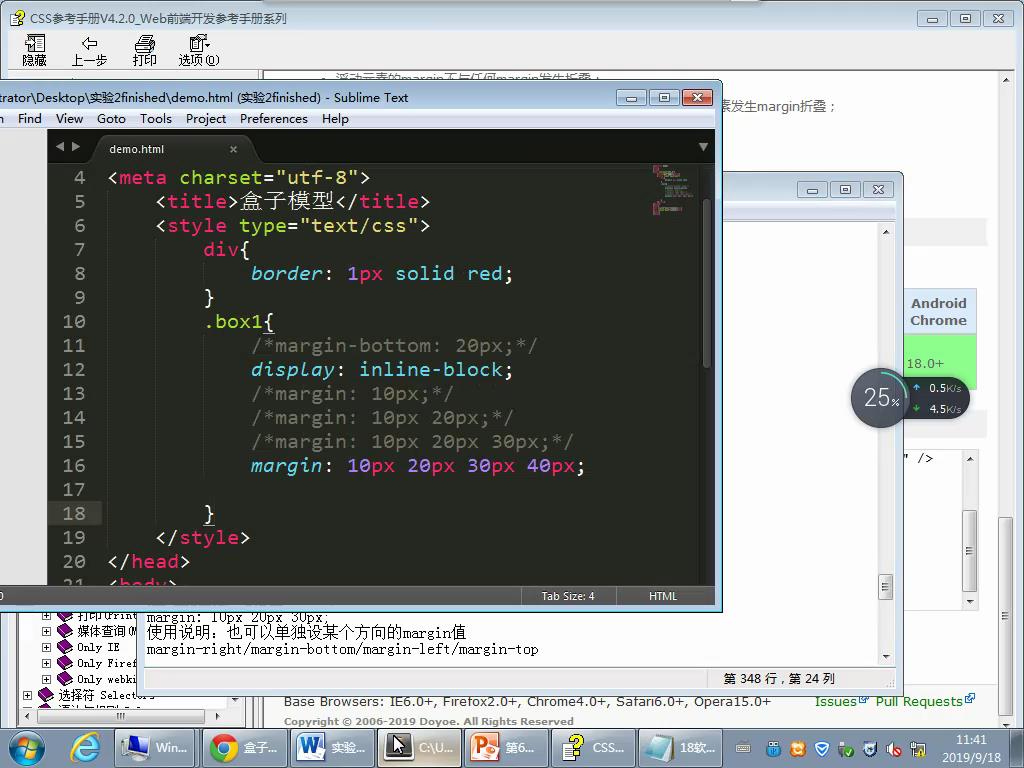 CSS参考手册V4.2.0_Web前端开发参考手册系列
隐藏 上一步 打印 选项(O)
浮动元素的margin不与任何margin发生折叠；
素发生margin折叠；
trator\Desktop\实验2finished\demo.html (实验2finished) - Sublime Text
Find View Goto Tools Project Preferences Help
demo.html
4 <meta charset="utf-8">
5 <title>盒子模型</title>
6 <style type="text/css">
7 div{
8 border: 1px solid red;
9 }
10 .box1{
11 /*margin-bottom: 20px;*/
12 display: inline-block;
13 /*margin: 10px;*/
14 /*margin: 10px 20px;*/
15 /*margin: 10px 20px 30px;*/
16 margin: 10px 20px 30px 40px;
17
18 }
19 </style>
20 </head>
21 <body>
Tab Size: 4 HTML
Android
Chrome
18.0+
25%
0.5K/s
4.5K/s
" />
打印(Prin
媒体查询(M
Only IE
Only Firef
Only webki
选择符 Selectors
margin: 10px 20px 30px;
使用说明：也可以单独设某个方向的margin值
margin-right/margin-bottom/margin-left/margin-top
第 348 行，第 24 列
Base Browsers: IE6.0+, Firefox2.0+, Chrome4.0+, Safari6.0+, Opera15.0+
Issues Pull Requests
Copyright © 2006-2019 Doyoe. All Rights Reserved
Win... 盒子... 实验... C:\U... 第6... CSS... 18软...
11:41
2019/9/18